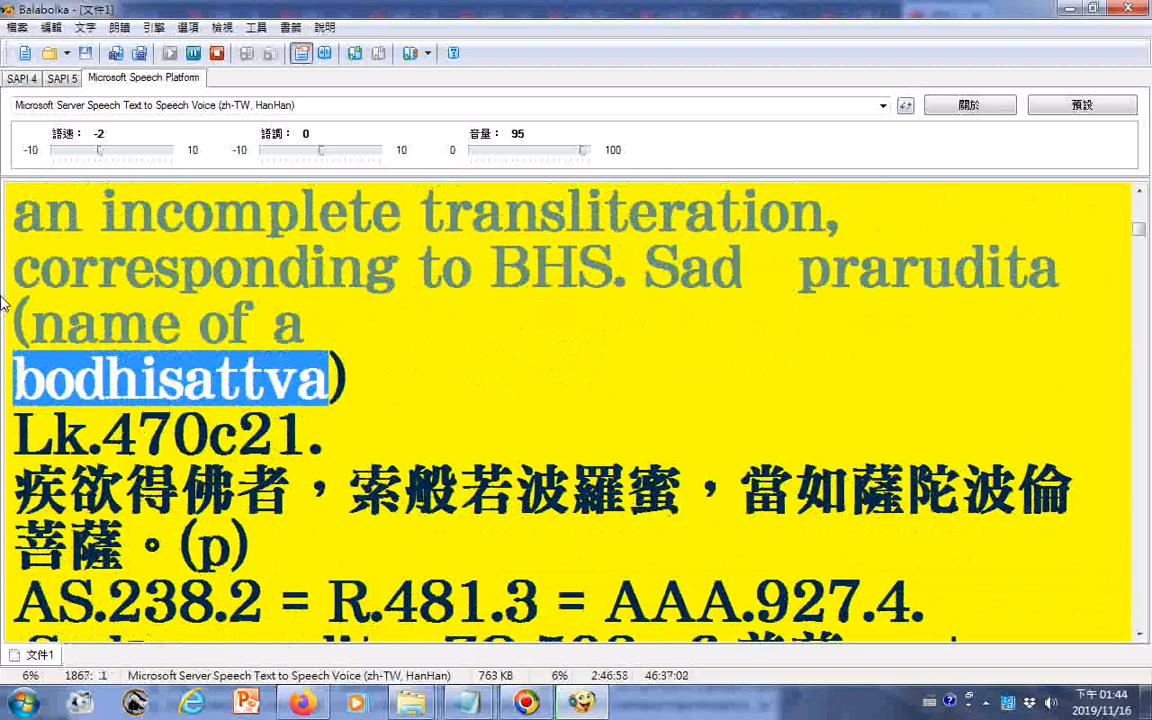 Balabolka - [文件1]
檔案 編輯 文字 朗讀 引擎 選項 檢視 工具 書籤 說明
SAPI 4 SAPI 5 Microsoft Speech Platform
Microsoft Server Speech Text to Speech Voice (zh-TW, HanHan) 關於 預設
語速： -2 語調： 0 音量： 95
-10 10 -10 10 0 100
an incomplete transliteration,
corresponding to BHS. Sad prarudita
(name of a
bodhisattva)
Lk.470c21.
疾欲得佛者，索般若波羅蜜，當如薩陀波倫
菩薩。(p)
AS.238.2 = R.481.3 = AAA.927.4.
文件1
6% 1867: 1 Microsoft Server Speech Text to Speech Voice (zh-TW, HanHan) 763 KB 6% 2:46:58 46:37:02
下午 01:44
2019/11/16